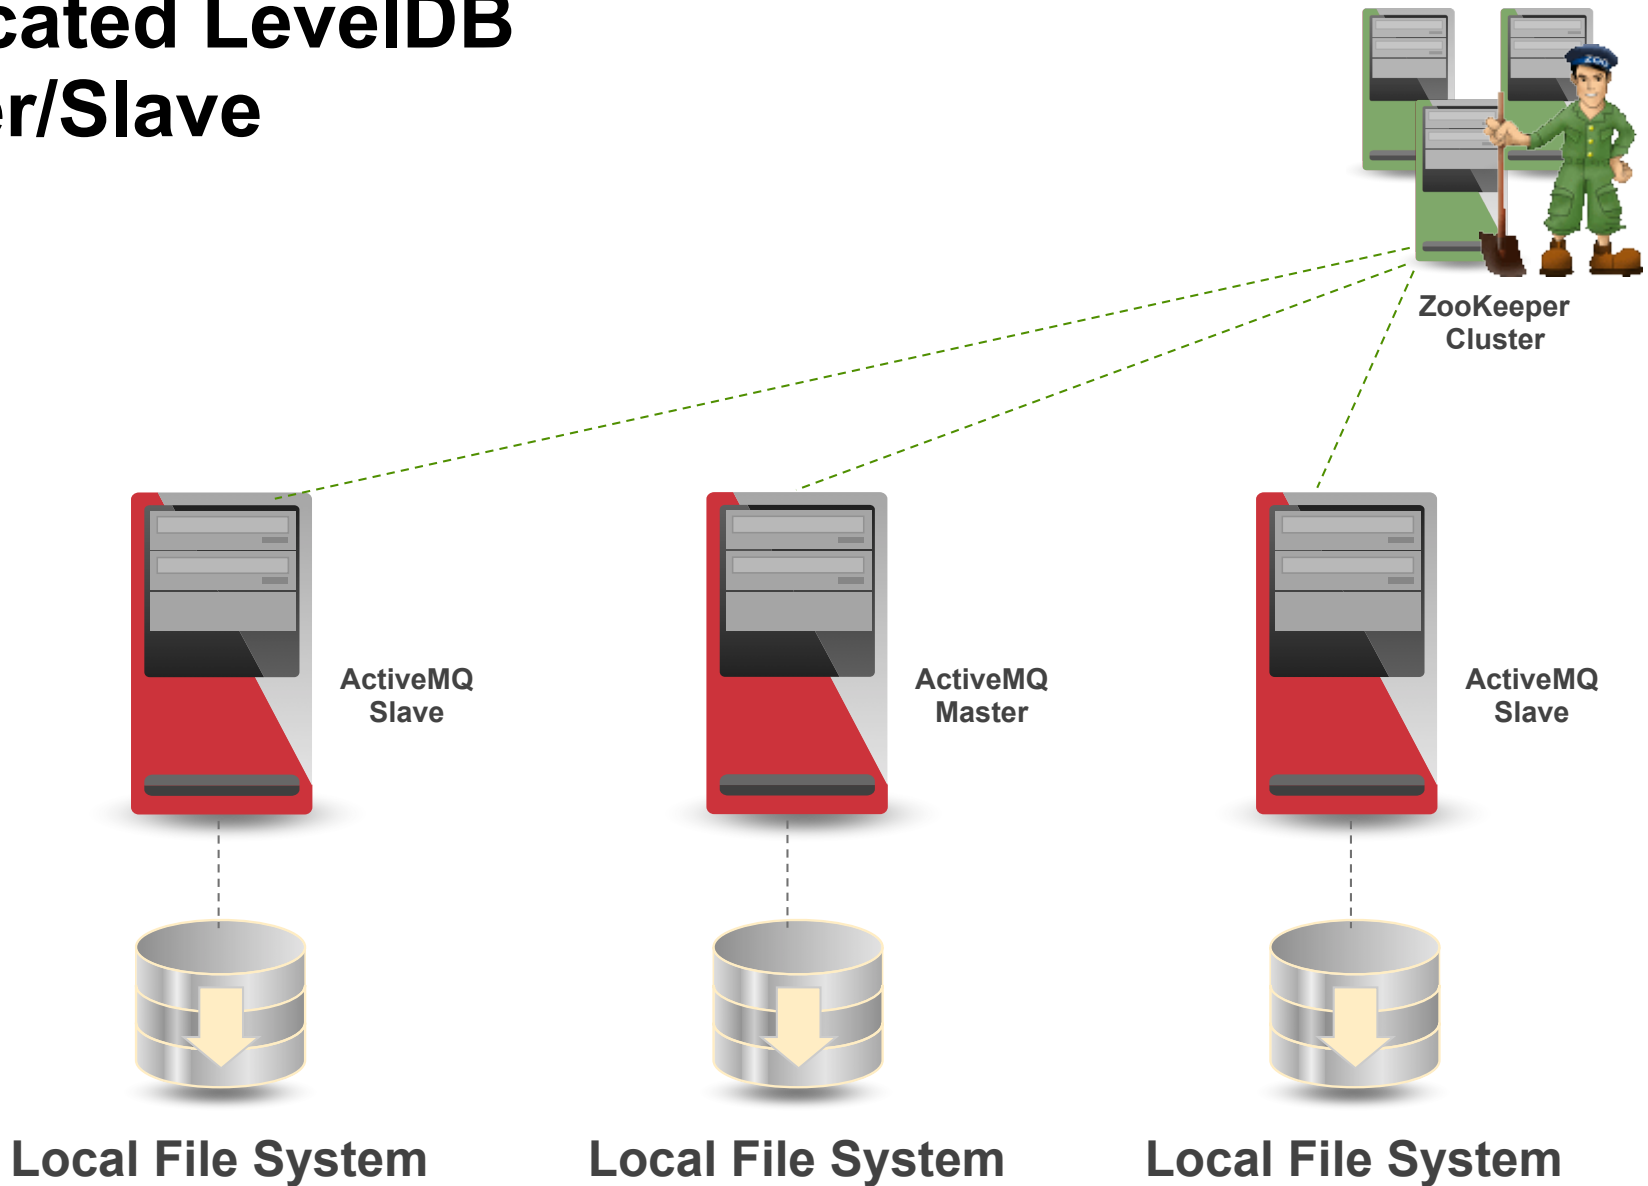 cated LevelDB
er/Slave
ZOO
ZooKeeper
Cluster
ActiveMQ
Slave
ActiveMQ
Master
ActiveMQ
Slave
Local File System
Local File System
Local File System